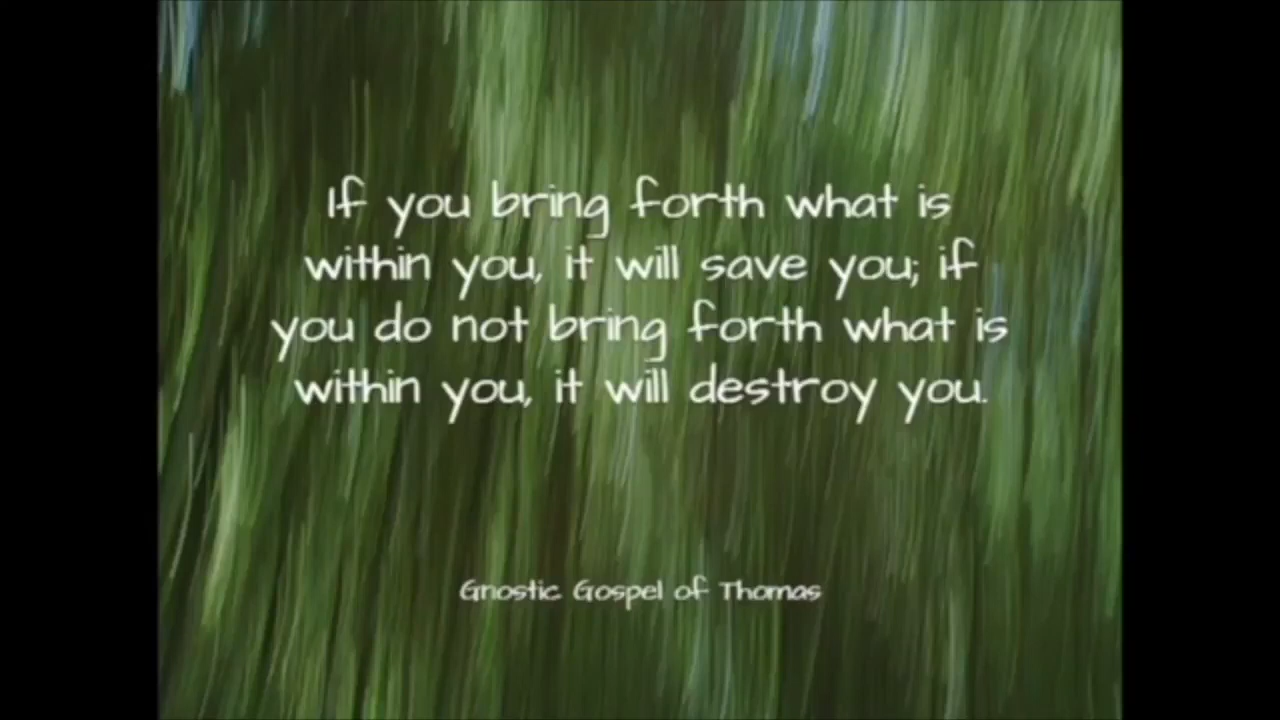 If you bring forth what is
within you, it will save you; if
you do not bring forth what is
within you, it will destroy you.
Gnostic Gospel of Thomas